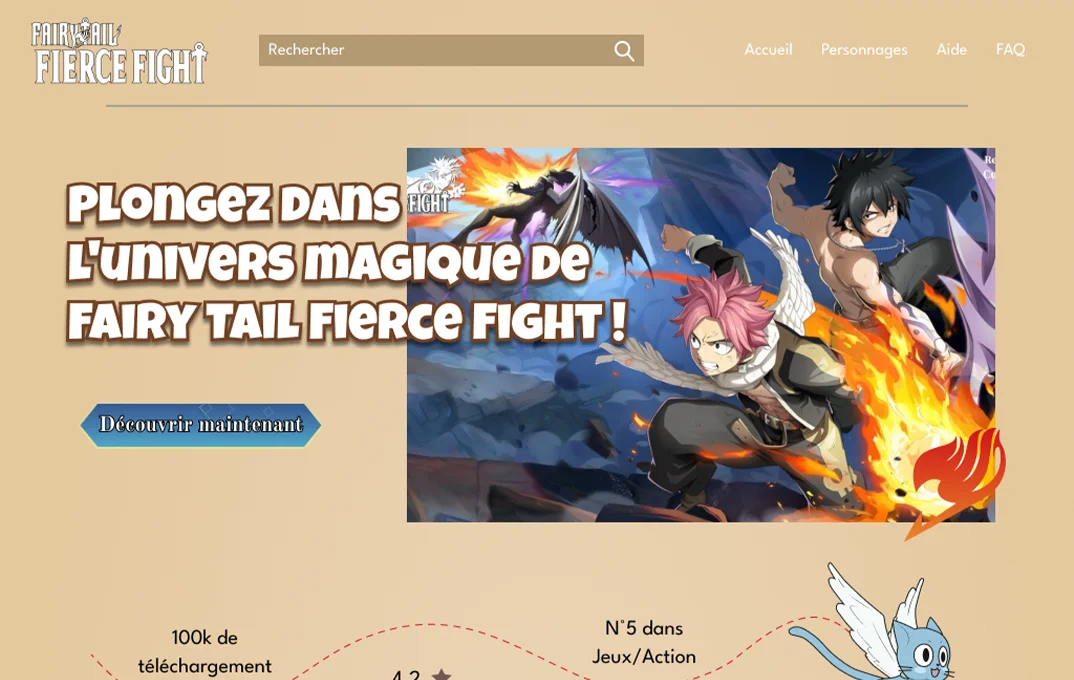 FAIRY TAIL
FIERCE FIGHT
Rechercher
Accueil
Personnages
Aide
FAQ
Plongez dans
l'univers magique de
Fairy Tail Fierce Fight !
FIGHT
Découvrir maintenant
100k de
téléchargement
4.2
N°5 dans
Jeux/Action